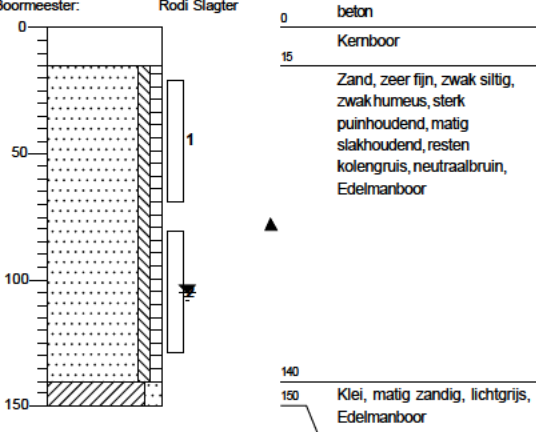 Boormeester: Rodi Slagter
0
50
100
150
1
0 beton
Kernboor
15
Zand, zeer fijn, zwak siltig,
zwak humeus, sterk
puinhoudend, matig
slakhoudend, resten
kolengruis, neutraalbruin,
Edelmanboor
140
150 Klei, matig zandig, lichtgrijs,
Edelmanboor